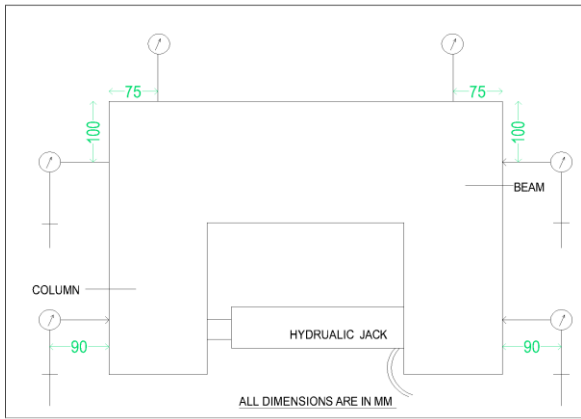 75
75
100
100
BEAM
COLUMN
HYDRUALIC JACK
90
90
ALL DIMENSIONS ARE IN MM